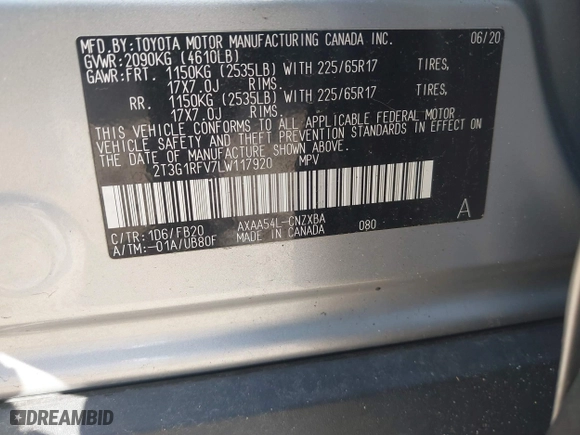 MFD.BY:TOYOTA MOTOR MANUFACTURING CANADA INC. 06/20
GVWR:2090KG (4610LB)
GAWR:FRT. 1150KG (2535LB) WITH 225/65R17 TIRES,
17X7.0J RIMS.
RR. 1150KG (2535LB) WITH 225/65R17 TIRES,
17X7.0J RIMS.
THIS VEHICLE CONFORMS TO ALL APPLICABLE FEDERAL MOTOR
VEHICLE SAFETY AND THEFT PREVENTION STANDARDS IN EFFECT ON
THE DATE OF MANUFACTURE SHOWN ABOVE.
2T3G1RFV7LW117920 MPV
C/TR:1D6/FB20 AXAA54L-CNZXBA 080 A
A/TM:-01A/UB80F MADE IN CANADA
DREAMBID